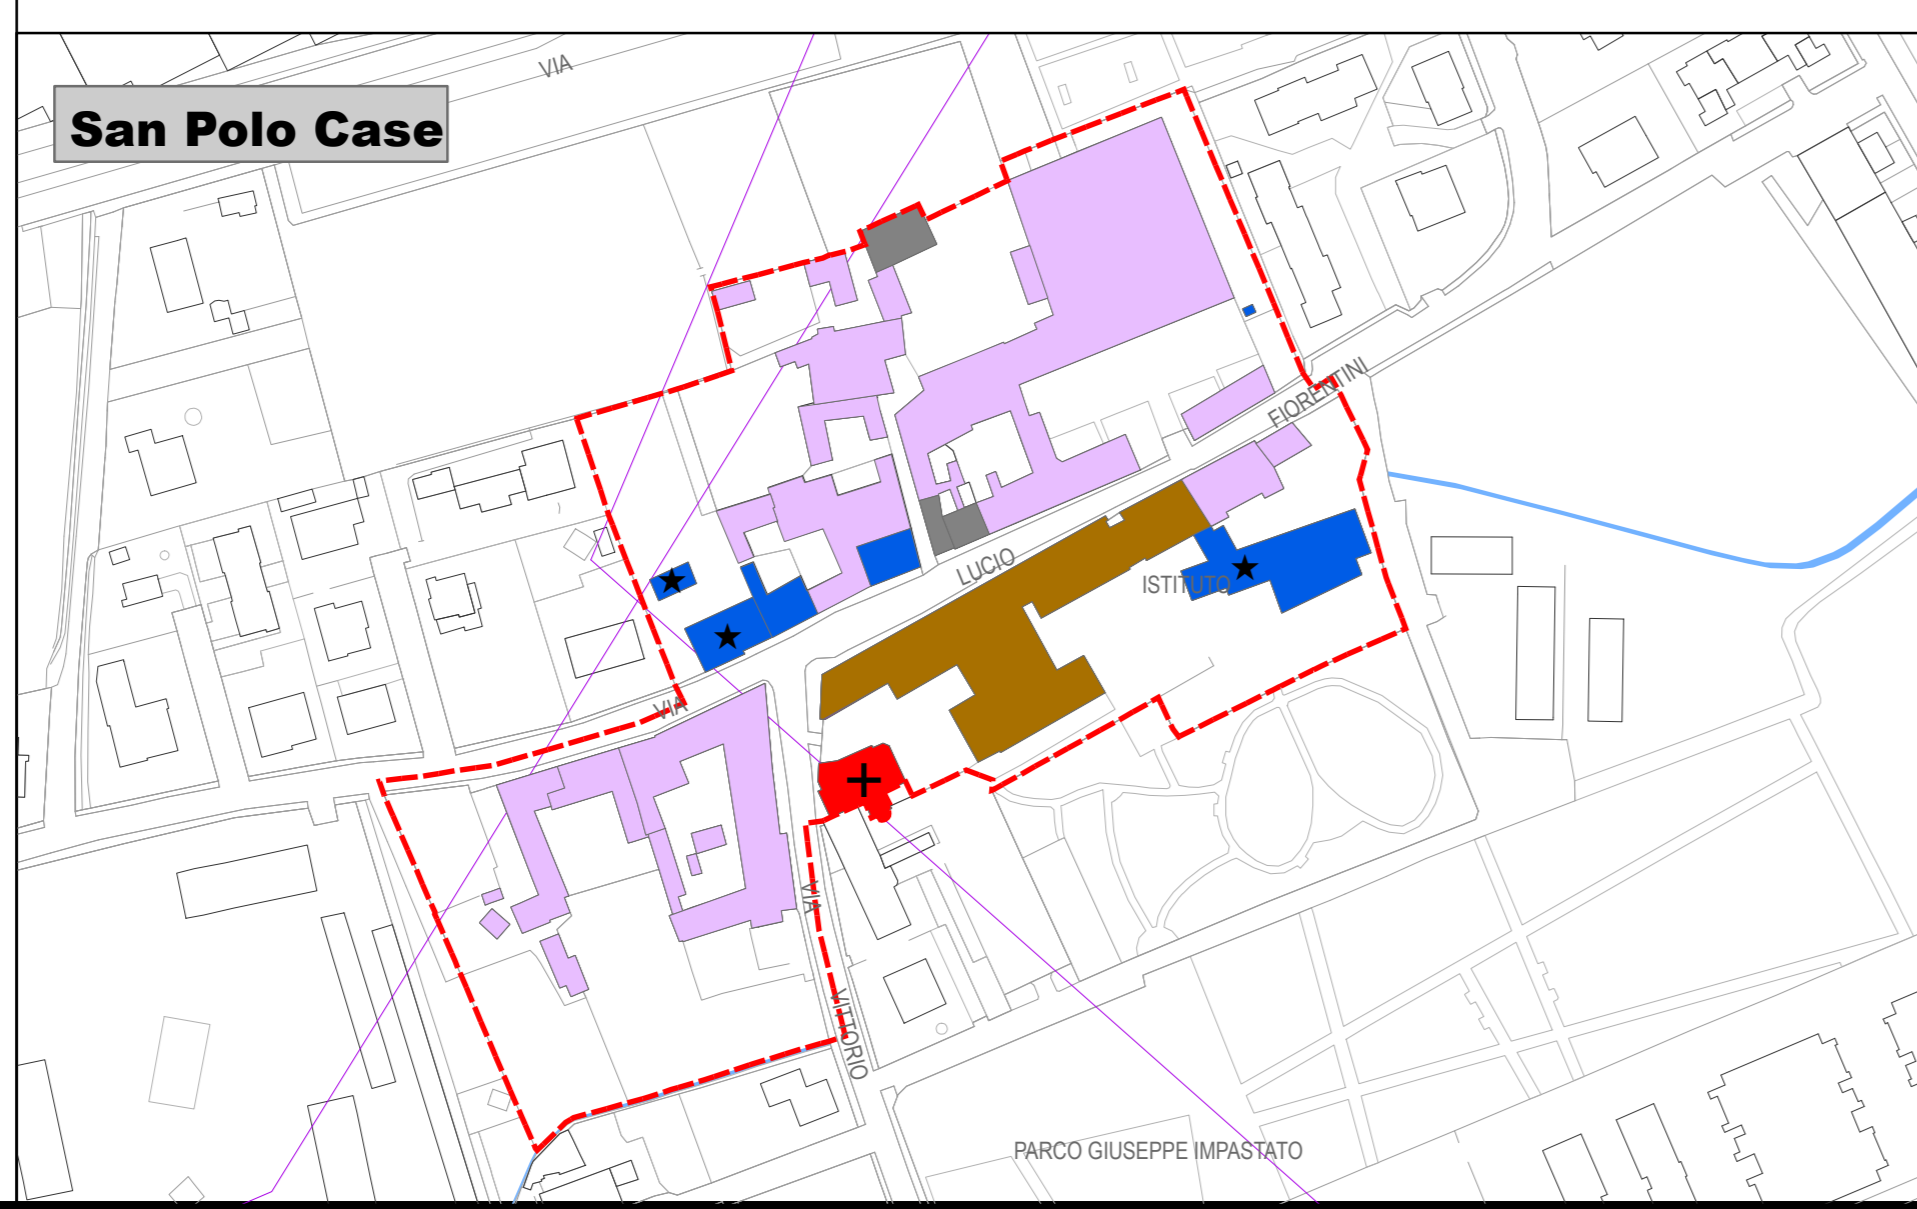 VIA
San Polo Case
FIORENTINI
LUCIO
ISTITUTO
VIA
VIA
VITTORIO
PARCO GIUSEPPE IMPASTATO